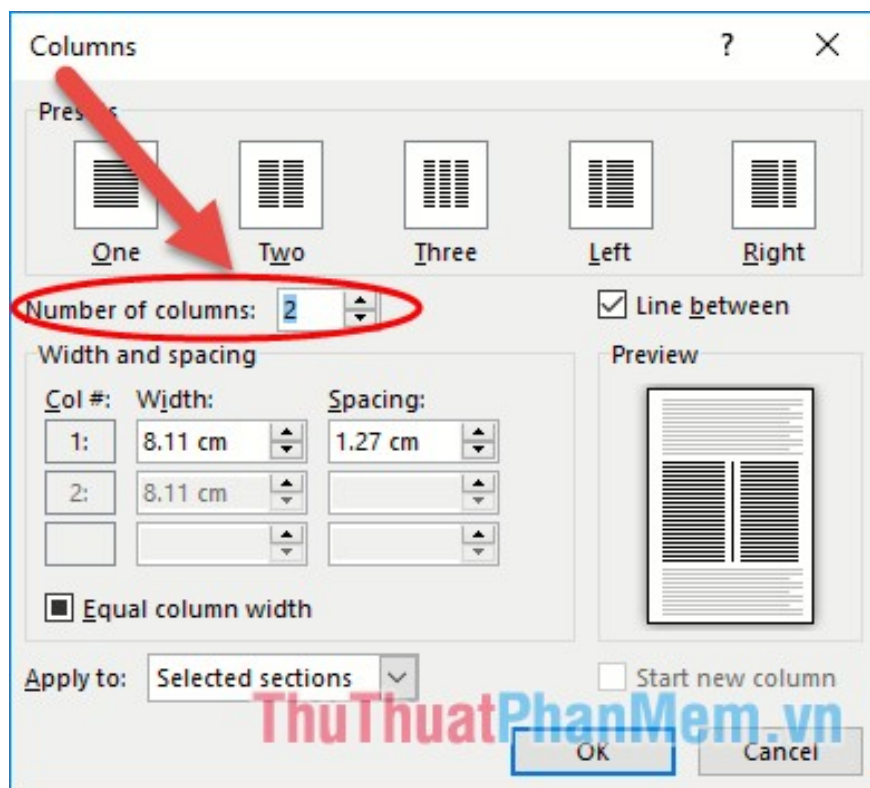 Columns ?
Presets
One Two Three Left Right
Number of columns: 2
Line between
Width and spacing
Col #: Width: Spacing:
1: 8.11 cm 1.27 cm
2: 8.11 cm
Equal column width
Preview
Apply to: Selected sections
Start new column
ThuThuatPhanMem.vn
OK Cancel